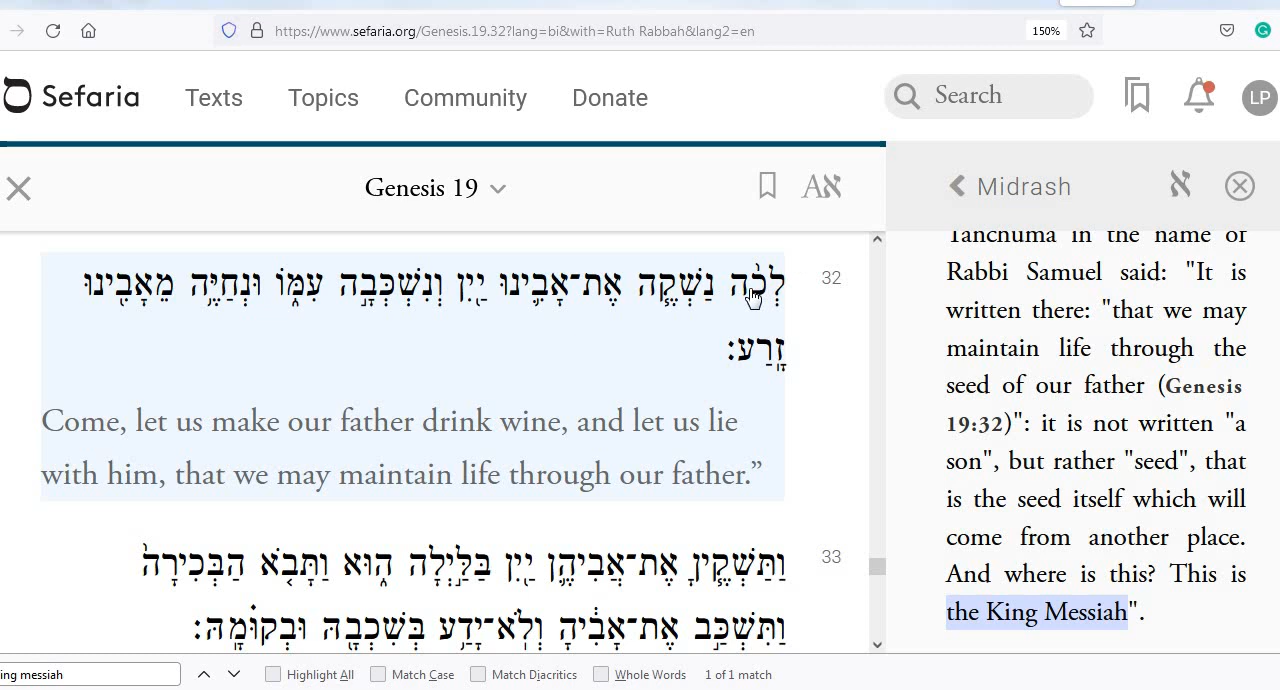 https://www.sefaria.org/Genesis.19.32?lang=bi&with=Ruth Rabbah&lang2=en
150%
Sefaria
Texts
Topics
Community
Donate
Search
LP
Genesis 19
Aא
Midrash
א
לְכָ֨ה נַשְׁקֶ֧ה אֶת־אָבִ֛ינוּ יַ֖יִן וְנִשְׁכְּבָ֣ה עִמּ֑וֹ וּנְחַיֶּ֥ה מֵאָבִ֖ינוּ
32
זָֽרַע׃
Come, let us make our father drink wine, and let us lie
with him, that we may maintain life through our father.”
וַתַּשְׁקֶ֧יןָ אֶת־אֲבִיהֶ֛ן יַ֖יִן בַּלַּ֣יְלָה ה֑וּא וַתָּבֹ֤א הַבְּכִירָה֙
33
וַתִּשְׁכַּ֣ב אֶת־אָבִ֔יהָ וְלֹֽא־יָדַ֥ע בְּשִׁכְבָ֖הּ וּבְקוּׄמָֽהּ׃
Tanchuma in the name of
Rabbi Samuel said: "It is
written there: "that we may
maintain life through the
seed of our father (Genesis
19:32)": it is not written "a
son", but rather "seed", that
is the seed itself which will
come from another place.
And where is this? This is
the King Messiah".
ing messiah
Highlight All
Match Case
Match Diacritics
Whole Words
1 of 1 match